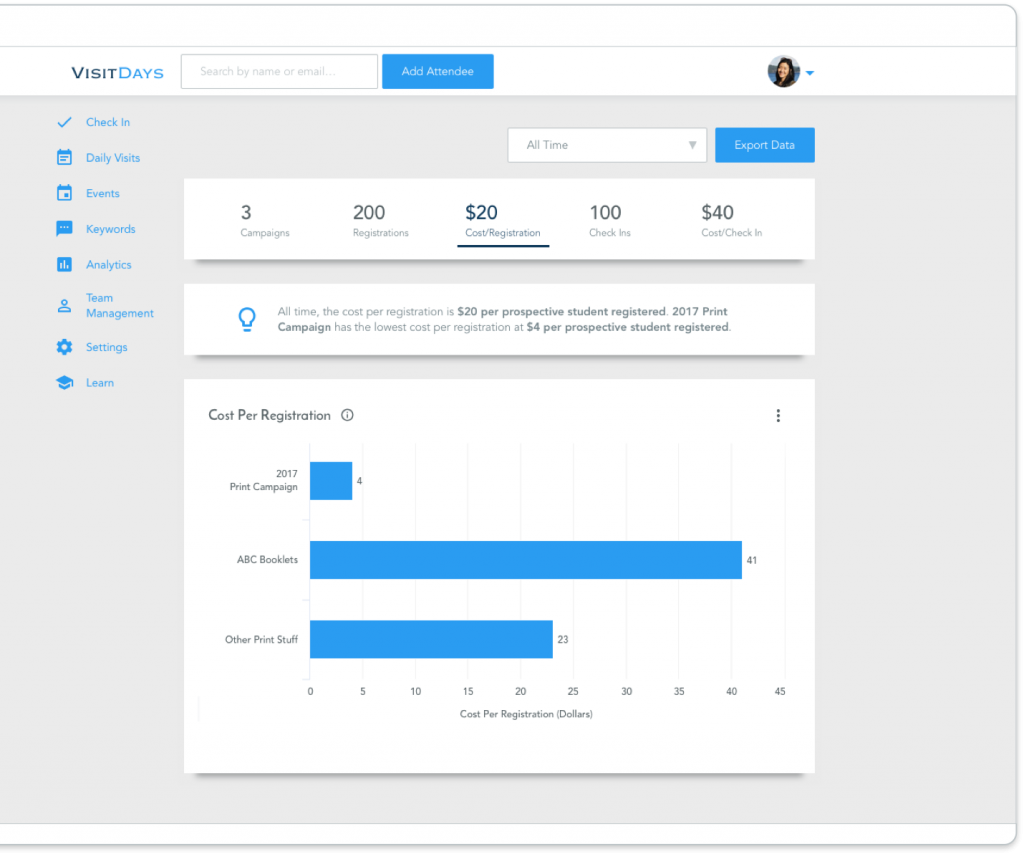 VISITDAYS
Search by name or email...
Add Attendee
Check In
Daily Visits
Events
Keywords
Analytics
Team
Management
Settings
Learn
All Time
Export Data
3
Campaigns
200
Registrations
$20
Cost/Registration
100
Check Ins
$40
Cost/Check In
All time, the cost per registration is $20 per prospective student registered. 2017 Print
Campaign has the lowest cost per registration at $4 per prospective student registered.
Cost Per Registration
2017
Print Campaign
4
ABC Booklets
41
Other Print Stuff
23
0 5 10 15 20 25 30 35 40 45
Cost Per Registration (Dollars)